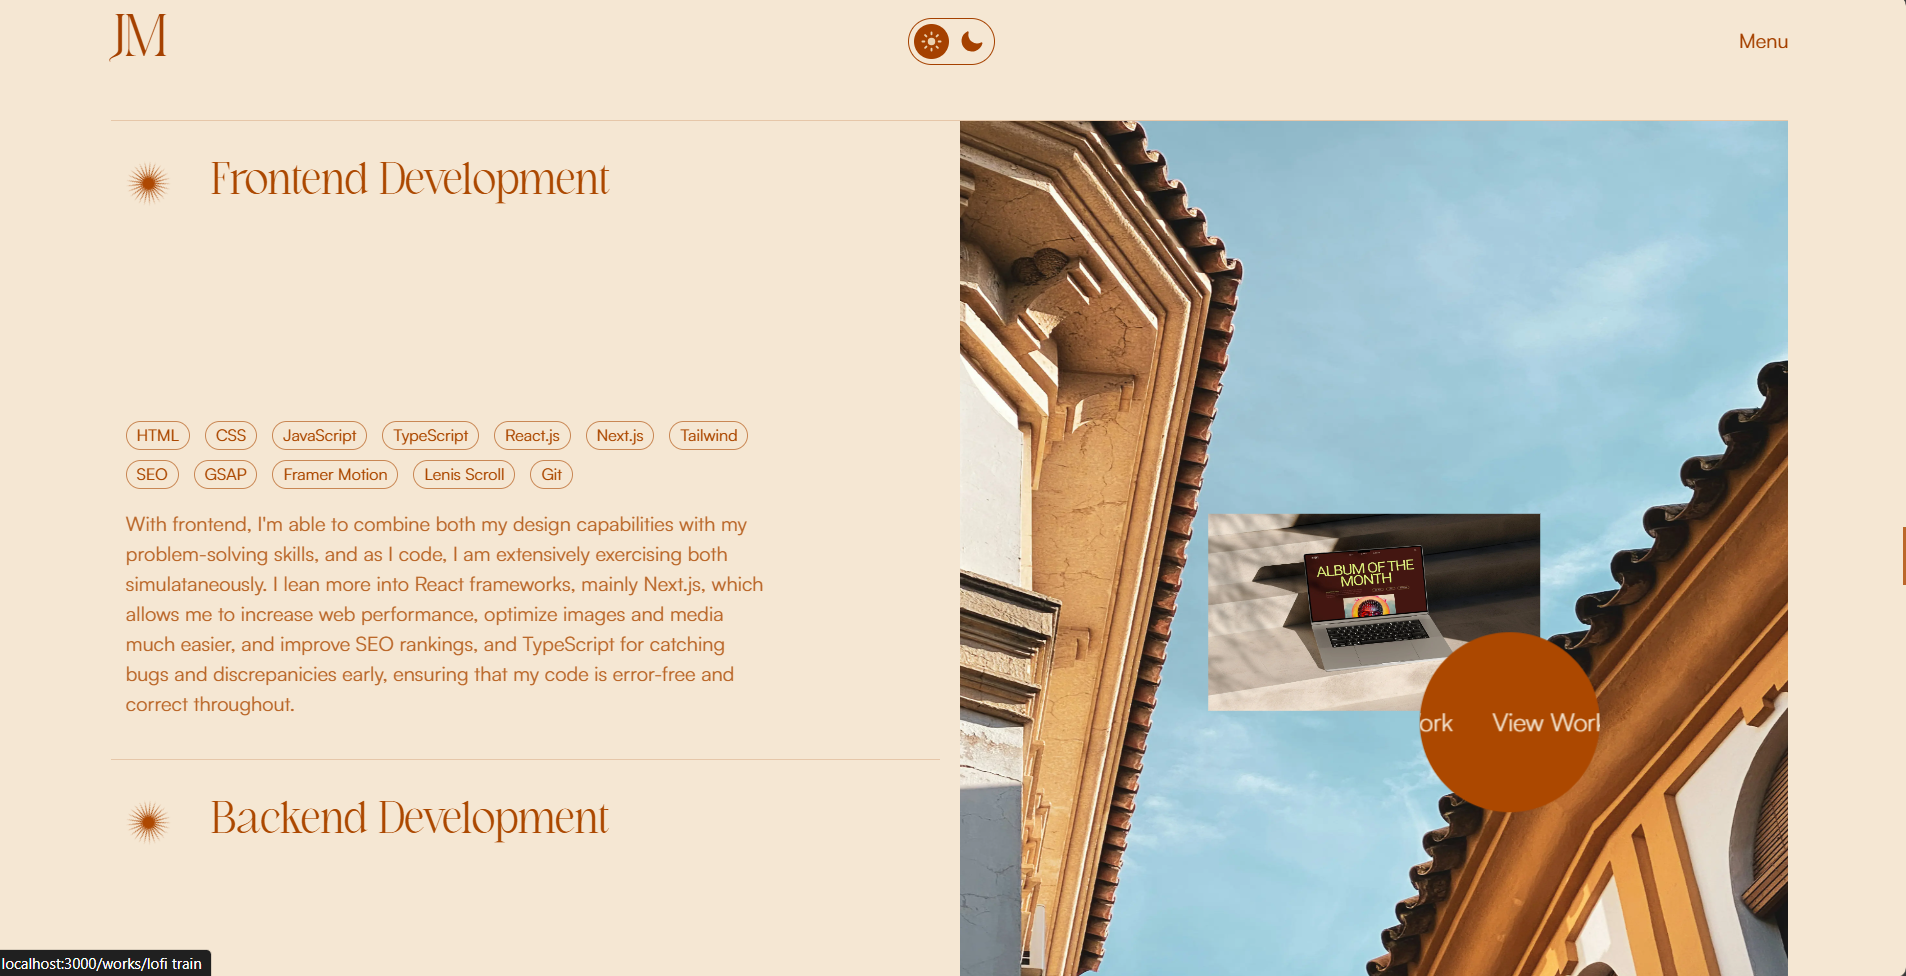 JM
Menu
Frontend Development
HTML CSS JavaScript TypeScript React.js Next.js Tailwind
SEO GSAP Framer Motion Lenis Scroll Git
With frontend, I'm able to combine both my design capabilities with my
problem-solving skills, and as I code, I am extensively exercising both
simulataneously. I lean more into React frameworks, mainly Next.js, which
allows me to increase web performance, optimize images and media
much easier, and improve SEO rankings, and TypeScript for catching
bugs and discrepanicies early, ensuring that my code is error-free and
correct throughout.
ALBUM OF THE
MONTH
ork View Work
Backend Development
localhost:3000/works/lofi train